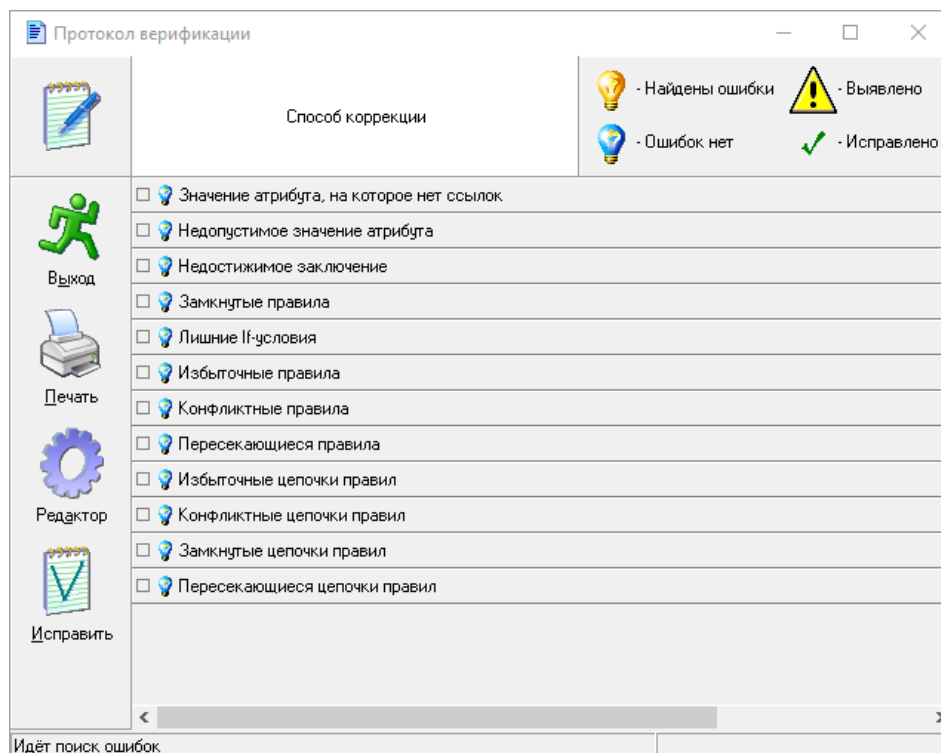 Протокол верификации
Способ коррекции
- Найдены ошибки
- Выявлено
- Ошибок нет
- Исправлено
Выход
Печать
Редактор
Исправить
Значение атрибута, на которое нет ссылок
Недопустимое значение атрибута
Недостижимое заключение
Замкнутые правила
Лишние If-условия
Избыточные правила
Конфликтные правила
Пересекающиеся правила
Избыточные цепочки правил
Конфликтные цепочки правил
Замкнутые цепочки правил
Пересекающиеся цепочки правил
Идёт поиск ошибок